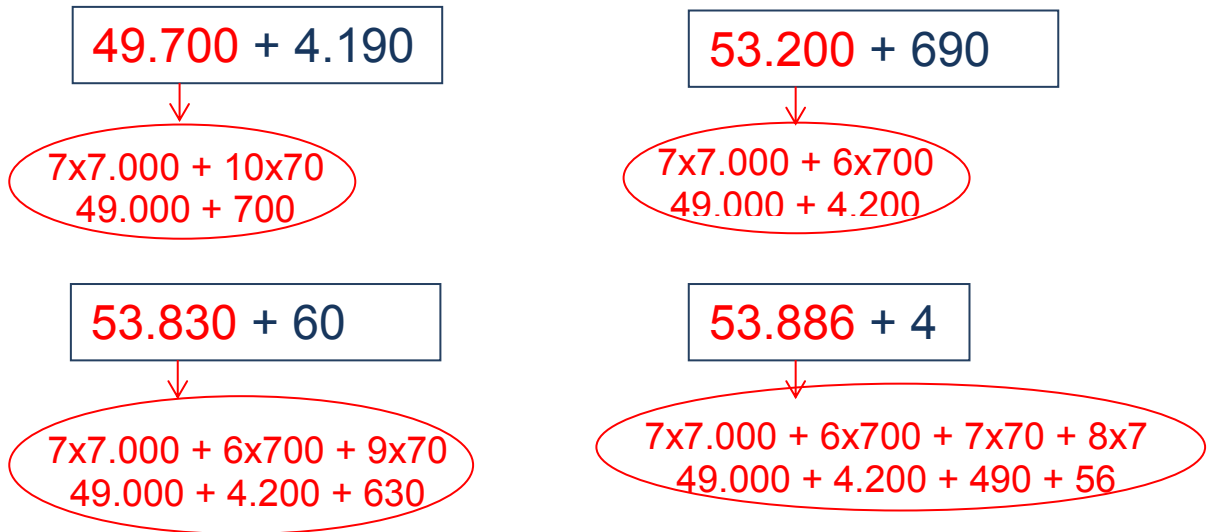 49.700 + 4.190
7x7.000 + 10x70
49.000 + 700
53.200 + 690
7x7.000 + 6x700
49.000 + 4.200
53.830 + 60
7x7.000 + 6x700 + 9x70
49.000 + 4.200 + 630
53.886 + 4
7x7.000 + 6x700 + 7x70 + 8x7
49.000 + 4.200 + 490 + 56